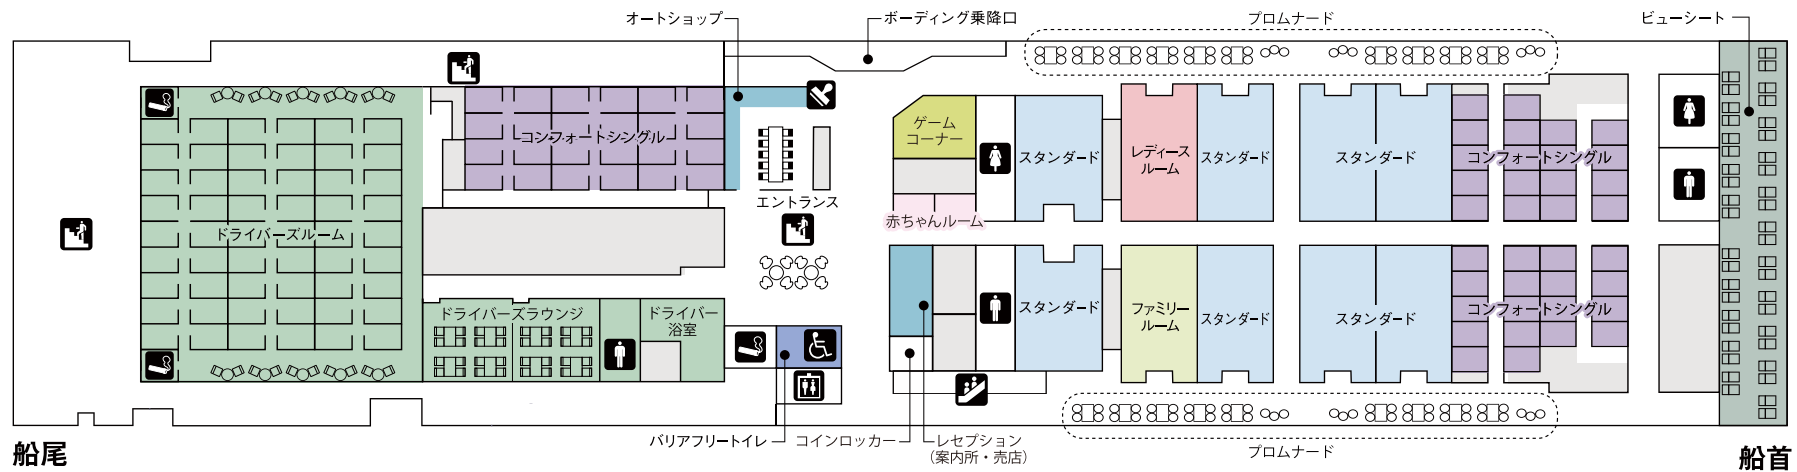 オートショップ
ボーディング乗降口
プロムナード
ビューシート
ゲーム
コーナー
コンフォートシングル
スタンダード
レディース
ルーム
スタンダード
スタンダード
コンフォートシングル
エントランス
赤ちゃんルーム
ドライバーズルーム
ドライバーズラウンジ
ドライバー
浴室
スタンダード
ファミリー
ルーム
スタンダード
スタンダード
コンフォートシングル
バリアフリートイレ
コインロッカー
レセプション
（案内所・売店）
プロムナード
船尾
船首